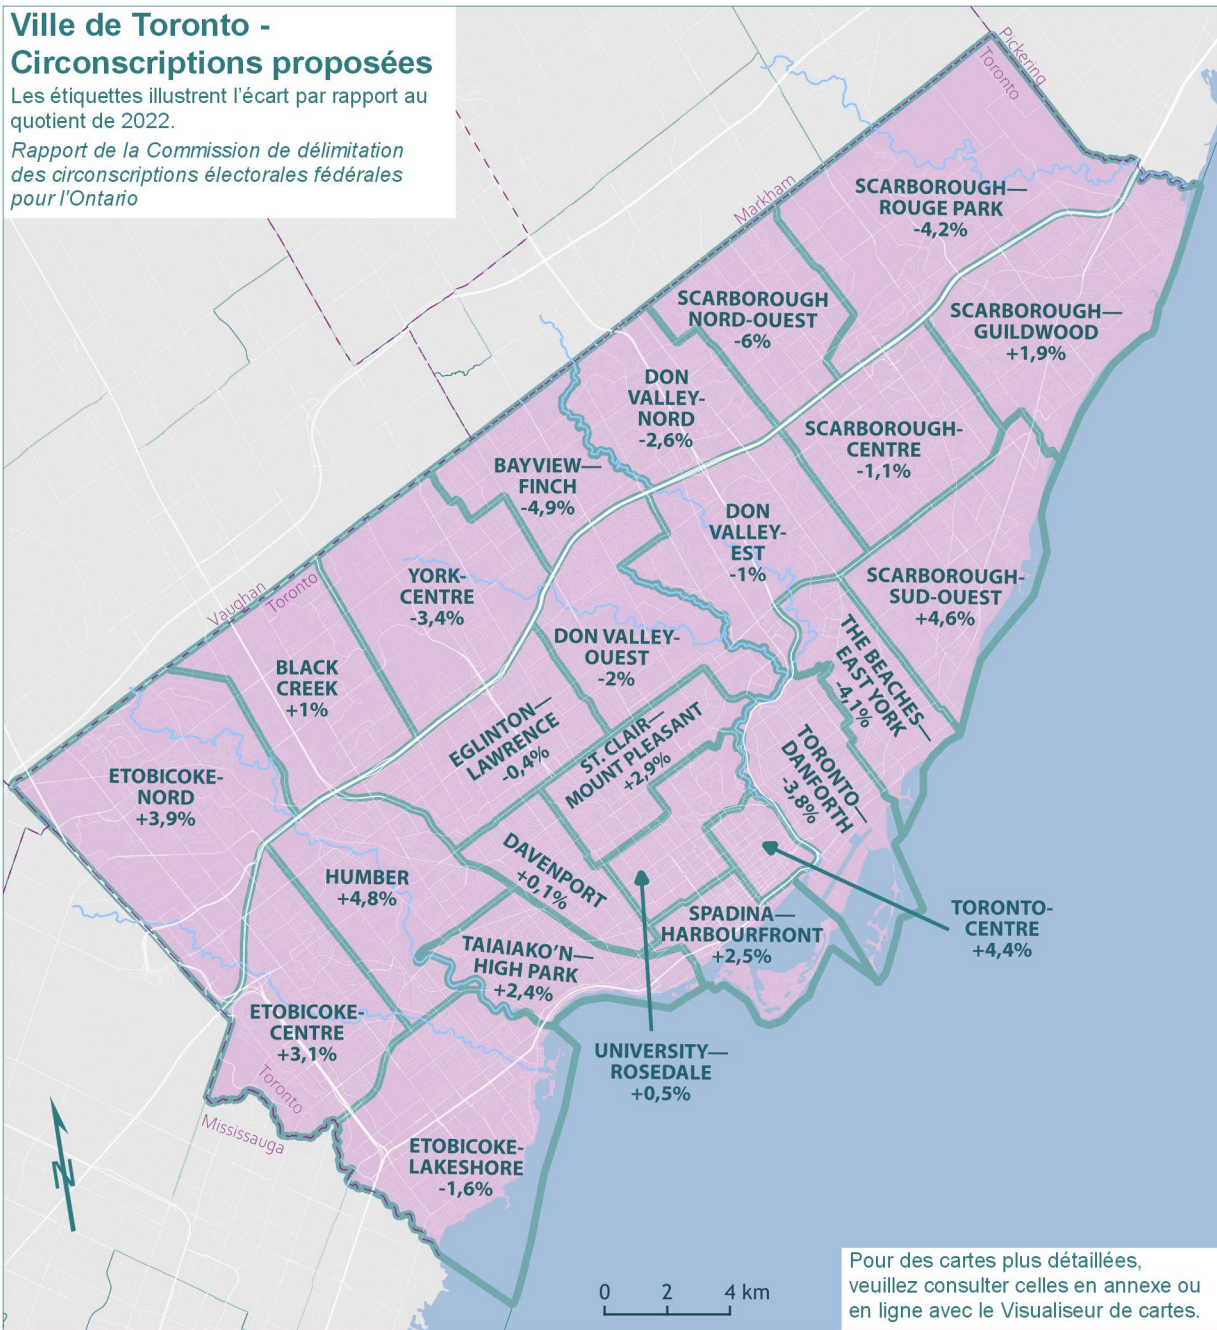 Ville de Toronto -
Circonscriptions proposées
Les étiquettes illustrent l'écart par rapport au
quotient de 2022.
Rapport de la Commission de délimitation
des circonscriptions électorales fédérales
pour l'Ontario
Pickering
Toronto
Markham
SCARBOROUGH—
ROUGE PARK
-4,2%
SCARBOROUGH
NORD-OUEST
-6%
SCARBOROUGH—
GUILDWOOD
+1,9%
DON
VALLEY-
NORD
-2,6%
SCARBOROUGH-
CENTRE
-1,1%
BAYVIEW—
FINCH
-4,9%
DON
VALLEY-
EST
-1%
YORK-
CENTRE
-3,4%
SCARBOROUGH-
SUD-OUEST
+4,6%
Vaughan
Toronto
DON VALLEY-
OUEST
-2%
THE BEACHES—
EAST YORK
-4,1%
BLACK
CREEK
+1%
EGLINTON—
LAWRENCE
-0,4%
ST. CLAIR—
MOUNT PLEASANT
+2,9%
TORONTO—
DANFORTH
-3,8%
ETOBICOKE-
NORD
+3,9%
HUMBER
+4,8%
DAVENPORT
+0,1%
SPADINA—
HARBOURFRONT
+2,5%
TORONTO-
CENTRE
+4,4%
TAIAIAKO'N—
HIGH PARK
+2,4%
ETOBICOKE-
CENTRE
+3,1%
UNIVERSITY—
ROSEDALE
+0,5%
Toronto
Mississauga
ETOBICOKE-
LAKESHORE
-1,6%
N
0 2 4 km
Pour des cartes plus détaillées,
veuillez consulter celles en annexe ou
en ligne avec le Visualiseur de cartes.